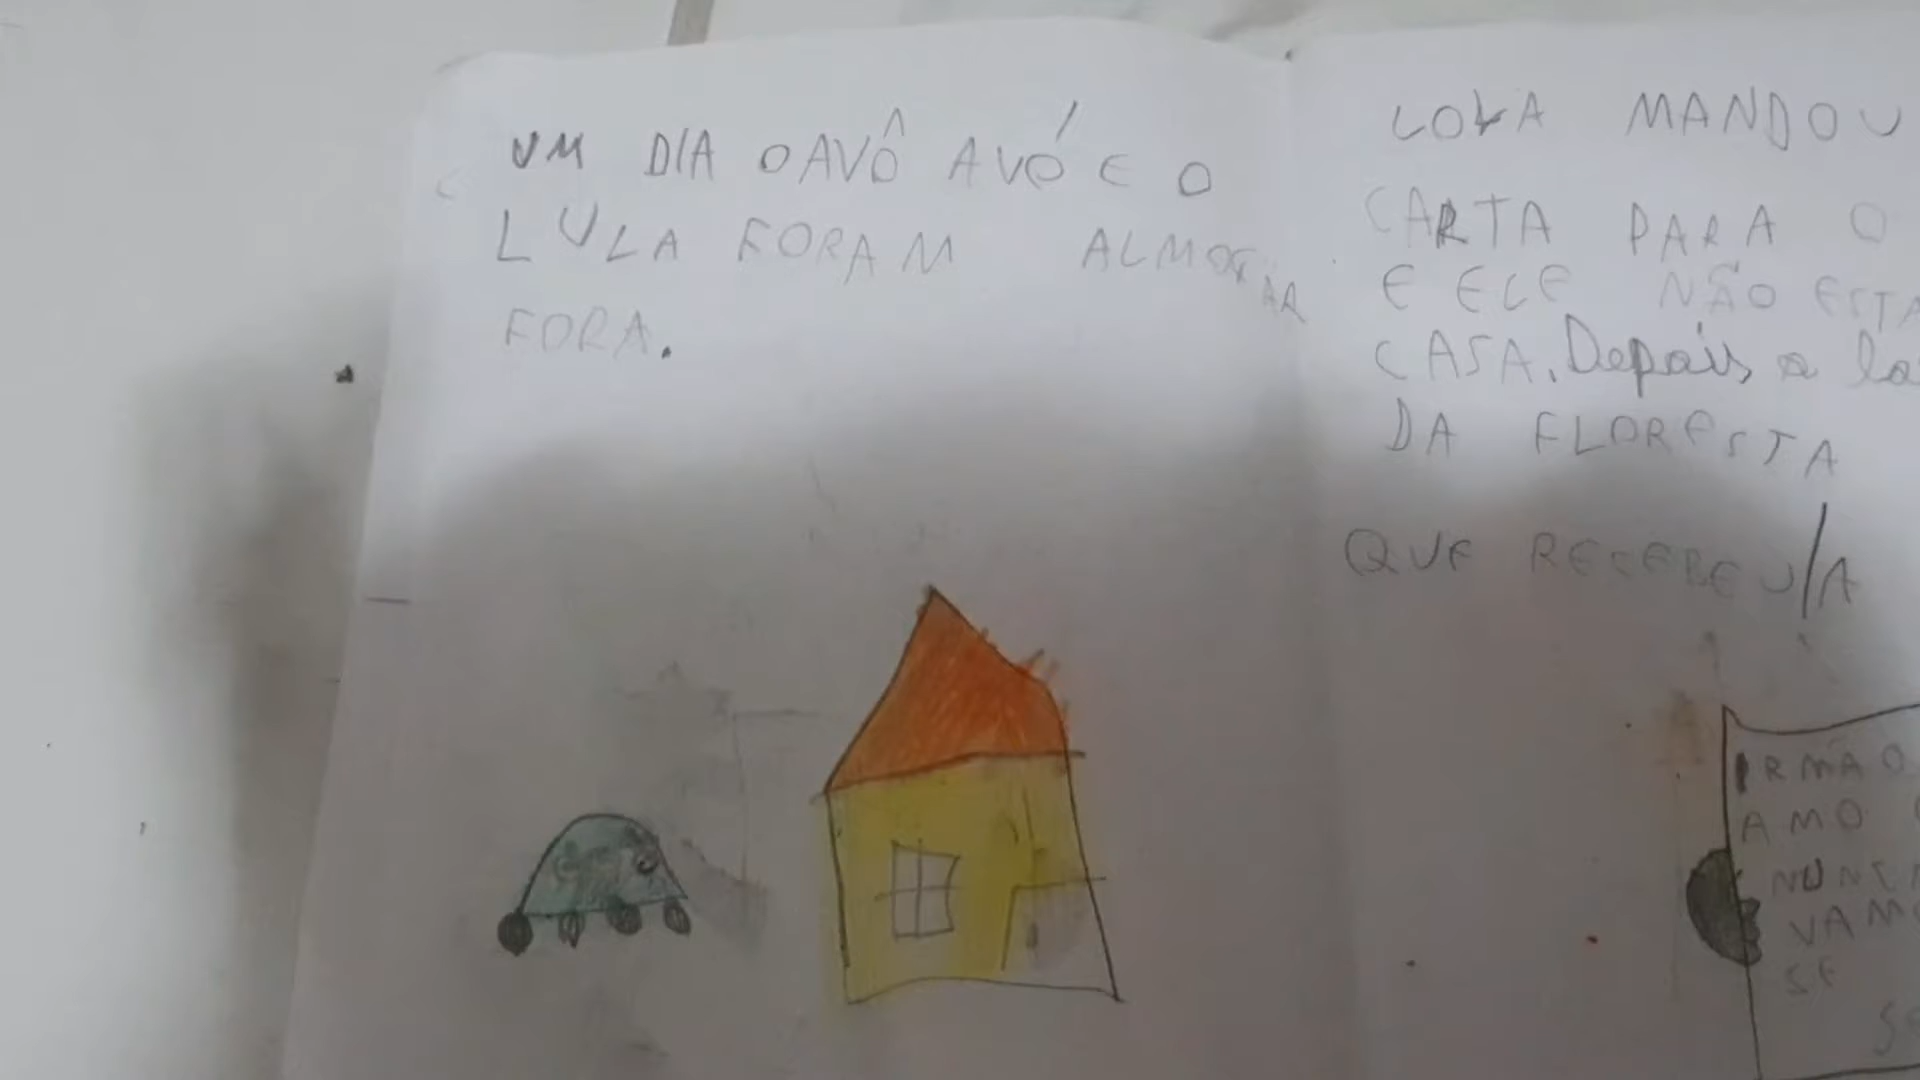 UM DIA O AVÔ AVÓ E O
LULA FORAM ALMOÇAR
FORA.
LOLA MANDOU
CARTA PARA O
E ELE NÃO ESTA
CASA. Depois a
DA FLORESTA
QUE RECEBEU/A
IRMÃO
AMO
SE